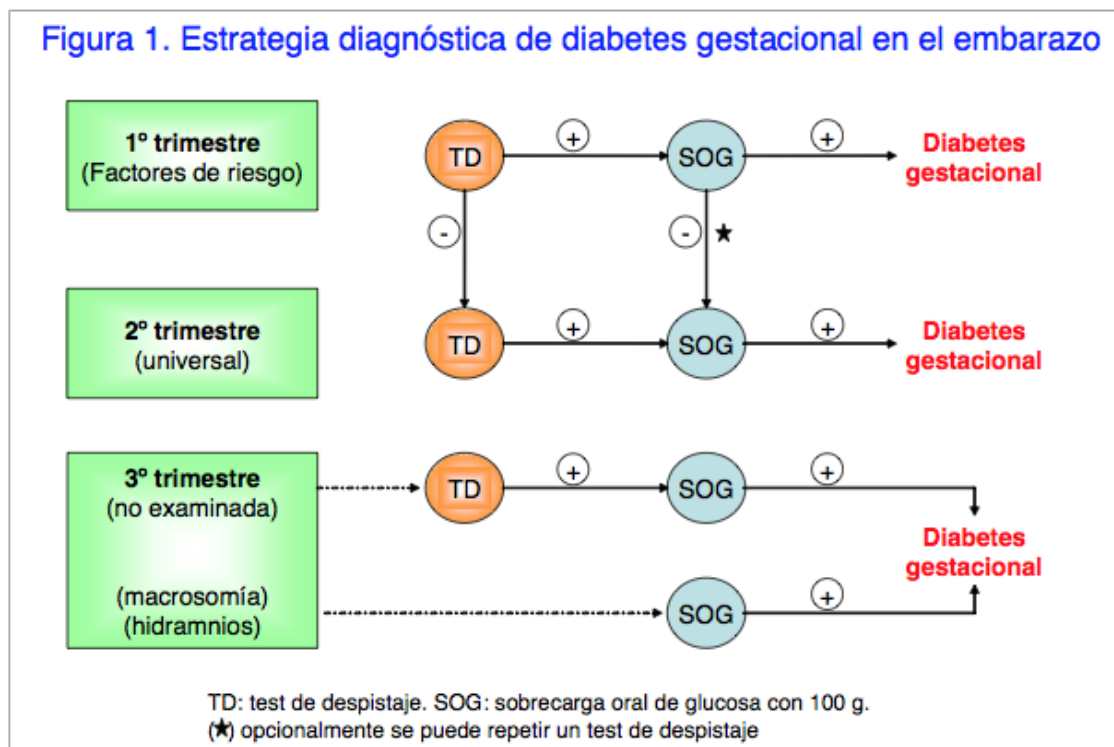 Figura 1. Estrategia diagnóstica de diabetes gestacional en el embarazo
1º trimestre
(Factores de riesgo)
TD
+
SOG
+
Diabetes
gestacional
-
-
★
2º trimestre
(universal)
TD
+
SOG
+
Diabetes
gestacional
3º trimestre
(no examinada)
TD
+
SOG
+
Diabetes
gestacional
(macrosomía)
(hidramnios)
SOG
+
TD: test de despistaje. SOG: sobrecarga oral de glucosa con 100 g.
(★) opcionalmente se puede repetir un test de despistaje